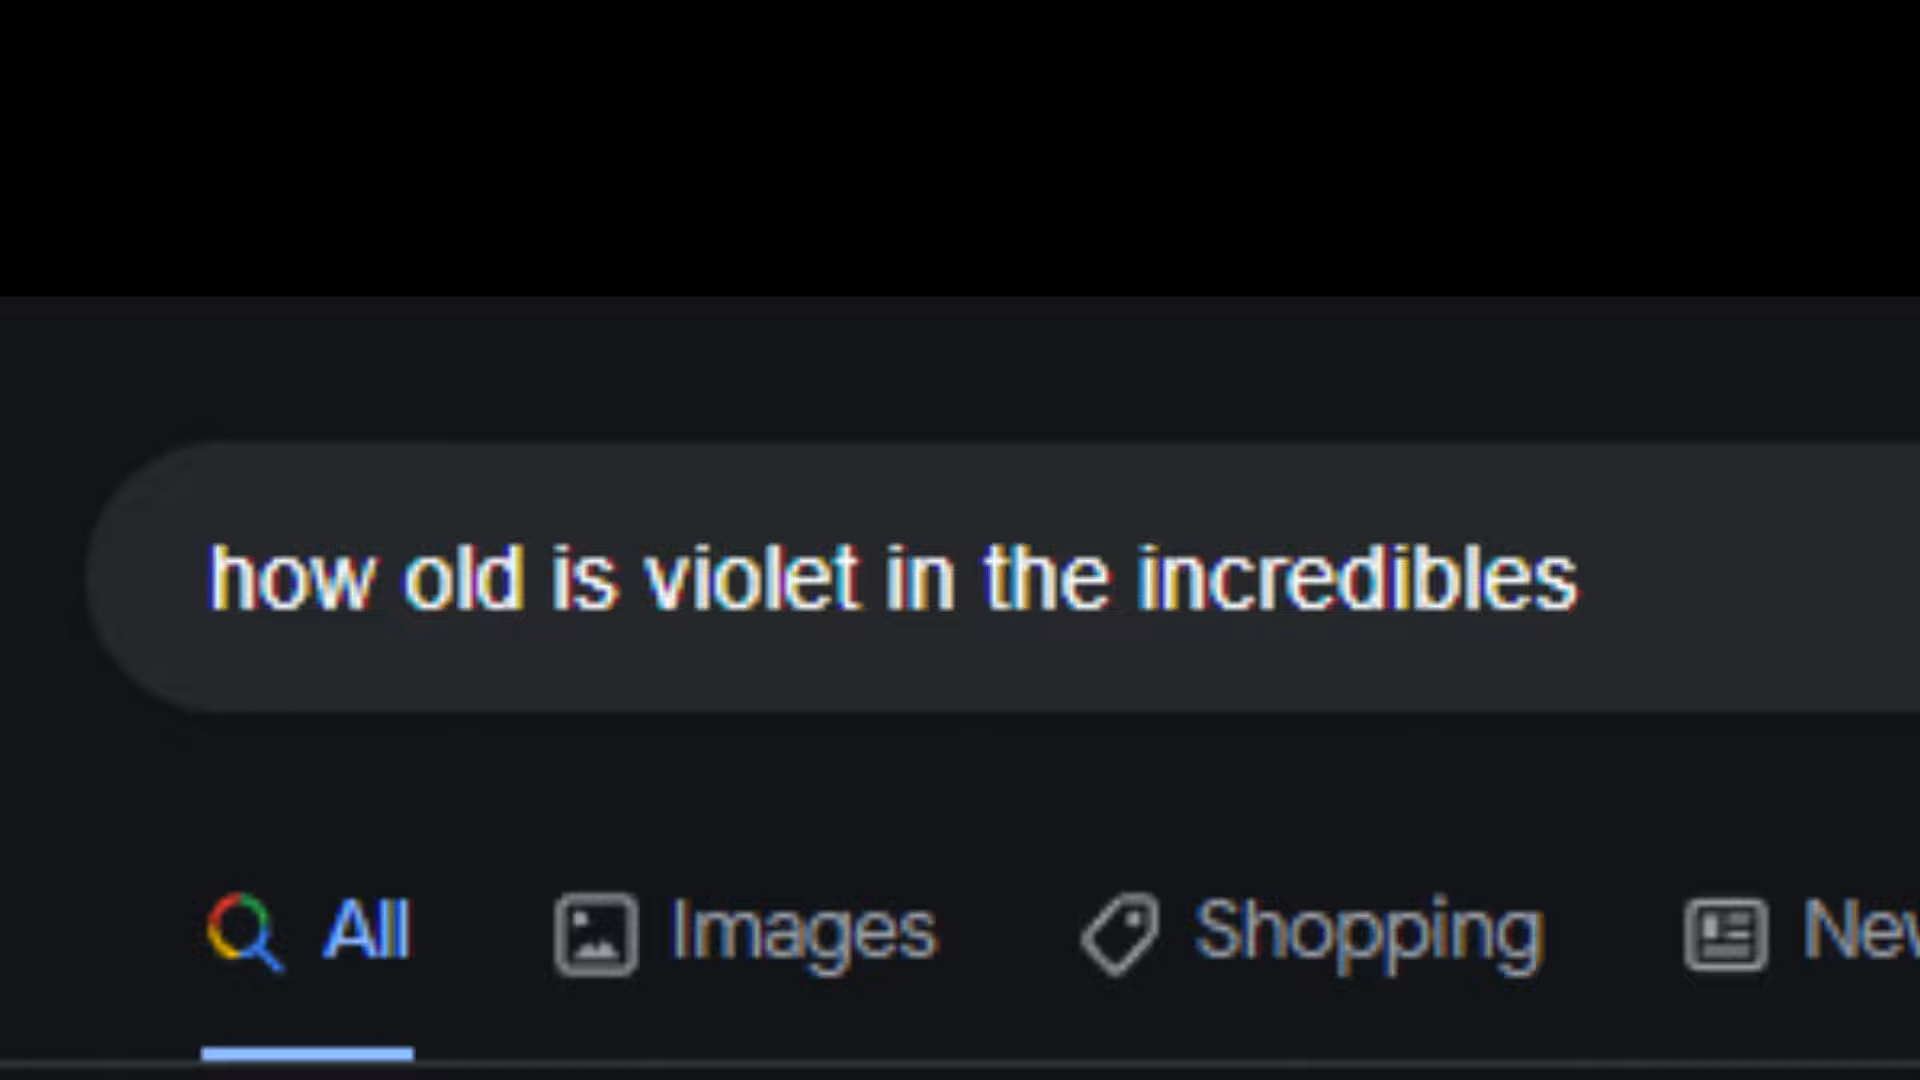 how old is violet in the incredibles
All Images Shopping